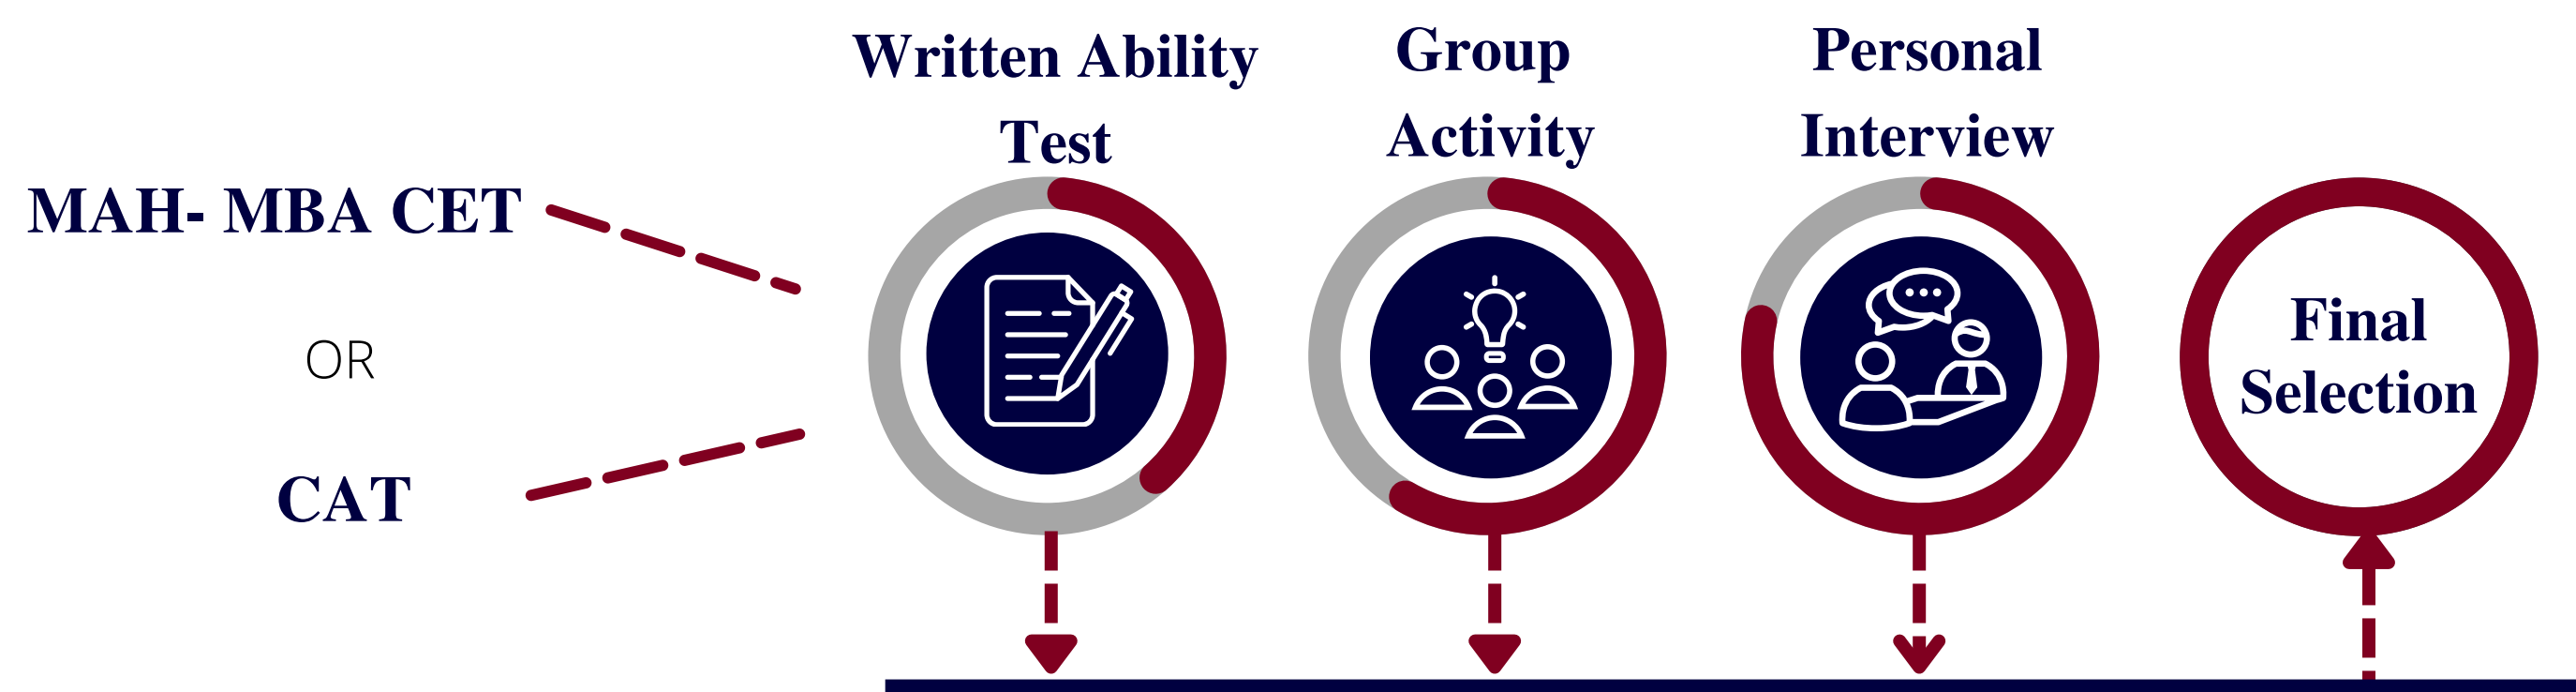 MAH- MBA CET
OR
CAT
Written Ability
Test
Group
Activity
Personal
Interview
Final
Selection